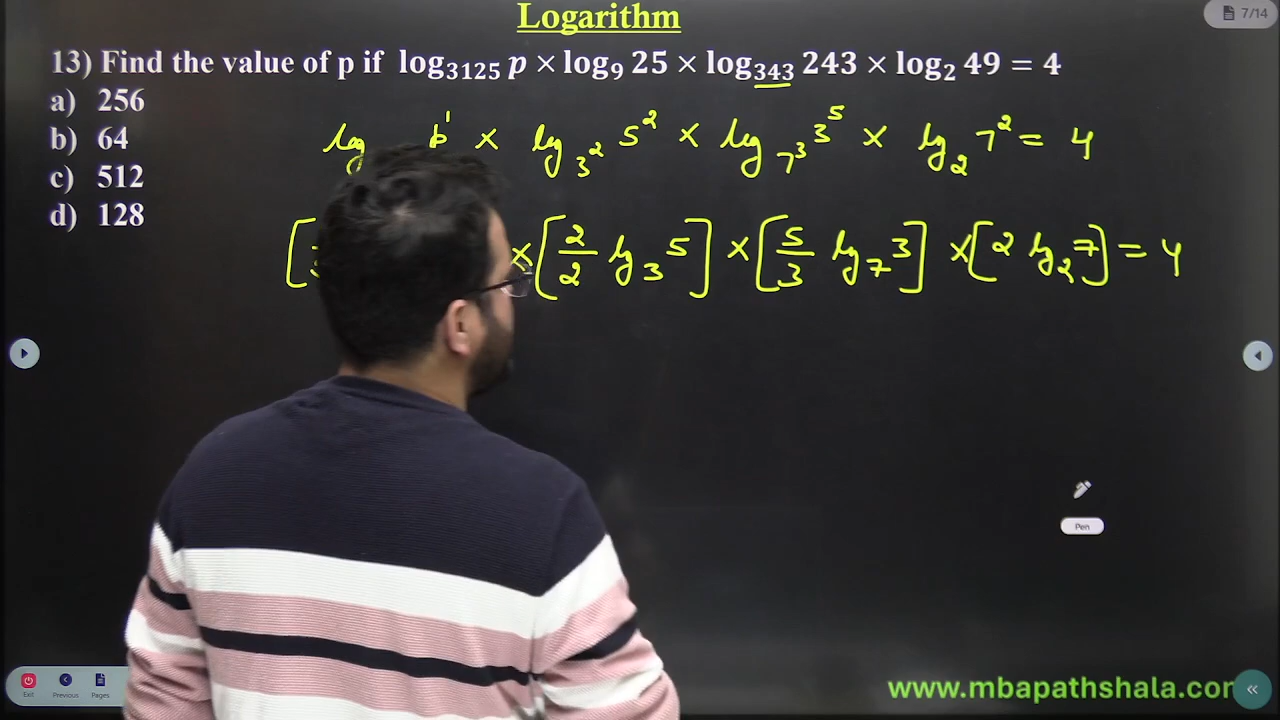 Logarithm
7/14
13) Find the value of p if log₃₁₂₅ p × log₉ 25 × log₃₄₃ 243 × log₂ 49 = 4
a) 256
b) 64
c) 512
d) 128
log p¹ × log₃² 5² × log₇³ 3⁵ × log₂ 7² = 4
[ × [2/2 log₃ 5] × [5/3 log₇ 3] × [2 log₂ 7] = 4
Pen
Exit Previous Pages
www.mbapathshala.co